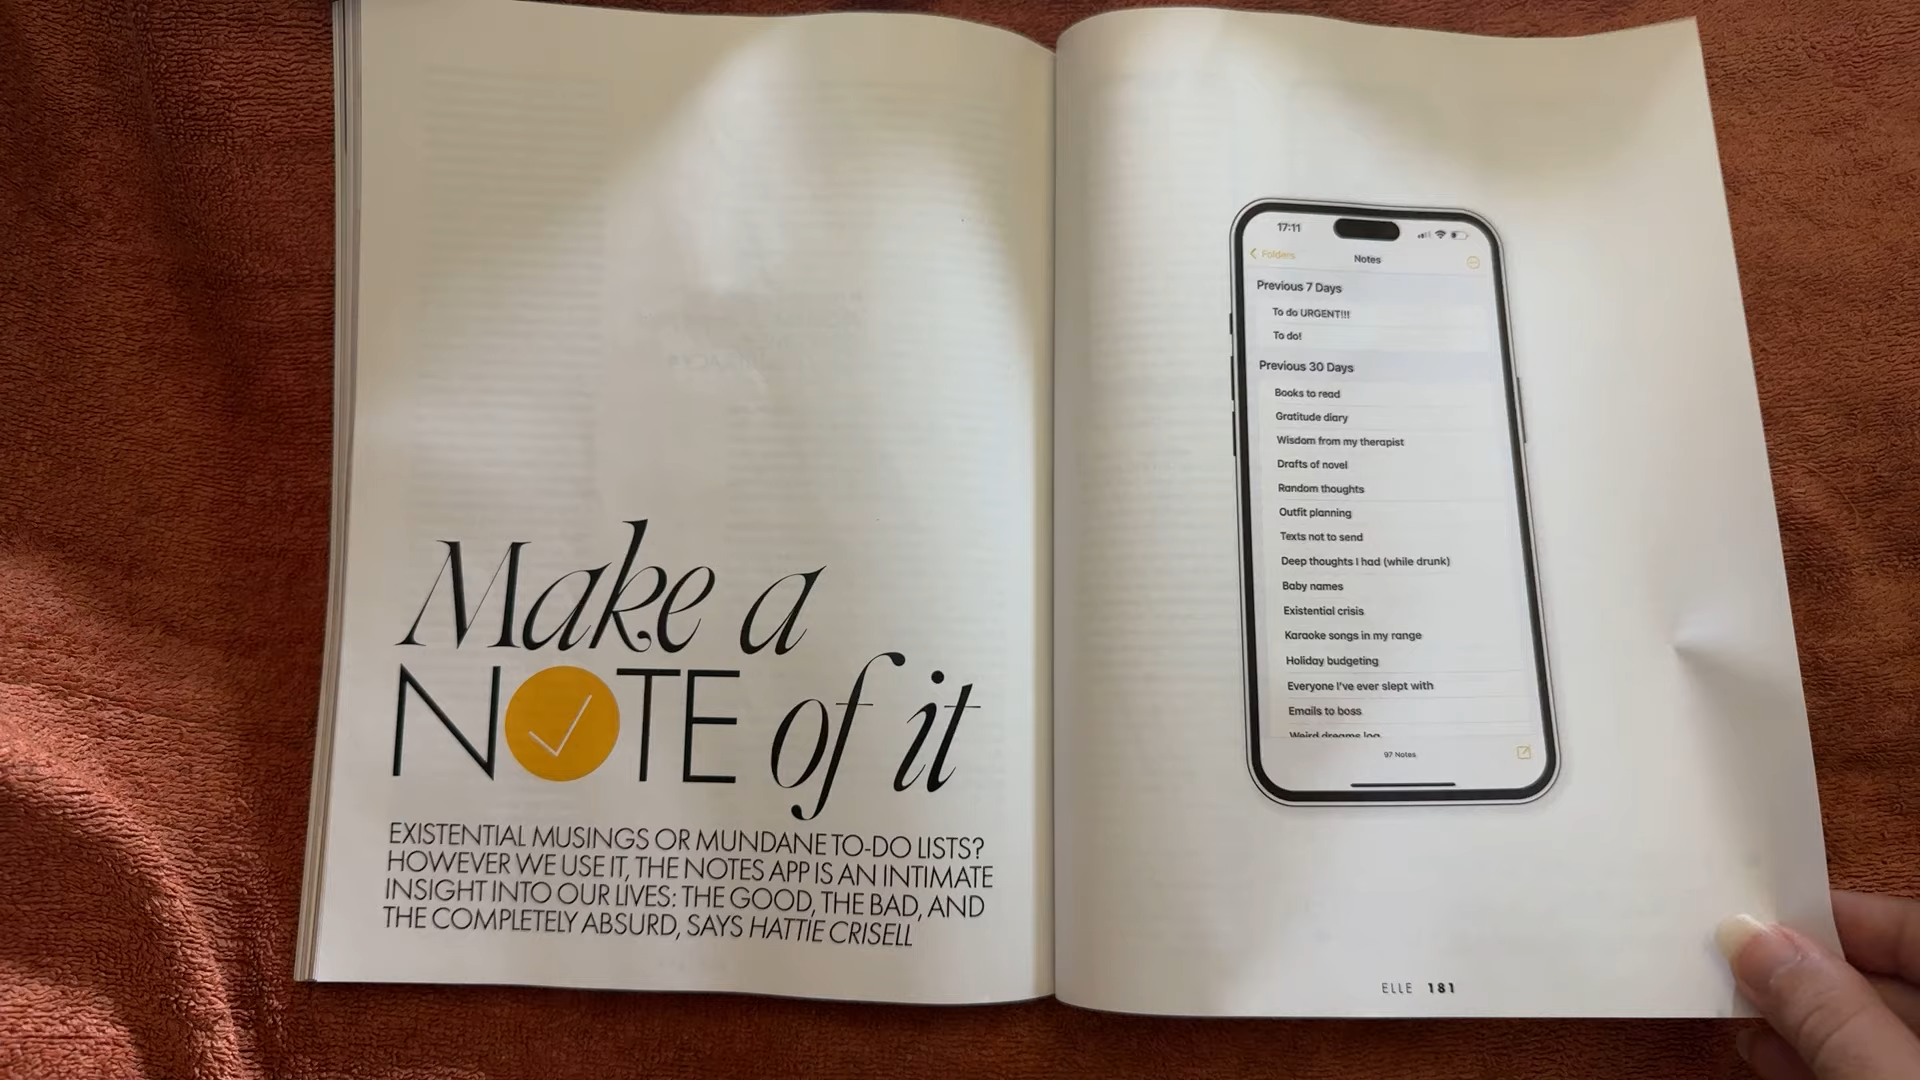 Make a
NOTE of it
EXISTENTIAL MUSINGS OR MUNDANE TO-DO LISTS?
HOWEVER WE USE IT, THE NOTES APP IS AN INTIMATE
INSIGHT INTO OUR LIVES: THE GOOD, THE BAD, AND
THE COMPLETELY ABSURD, SAYS HATTIE CRISELL
17:11
Folders
Notes
Previous 7 Days
To do URGENT!!!
To do!
Previous 30 Days
Books to read
Gratitude diary
Wisdom from my therapist
Drafts of novel
Random thoughts
Outfit planning
Texts not to send
Deep thoughts I had (while drunk)
Baby names
Existential crisis
Karaoke songs in my range
Holiday budgeting
Everyone I've ever slept with
Emails to boss
Weird dreams log
97 Notes
ELLE 181